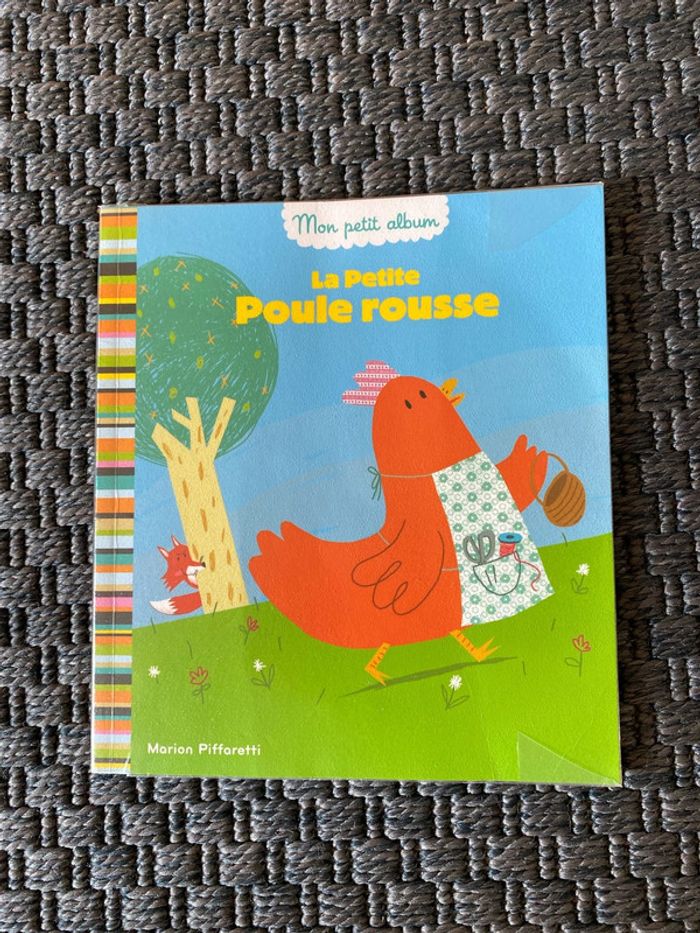 Mon petit album
La Petite
Poule rousse
Marion Piffaretti